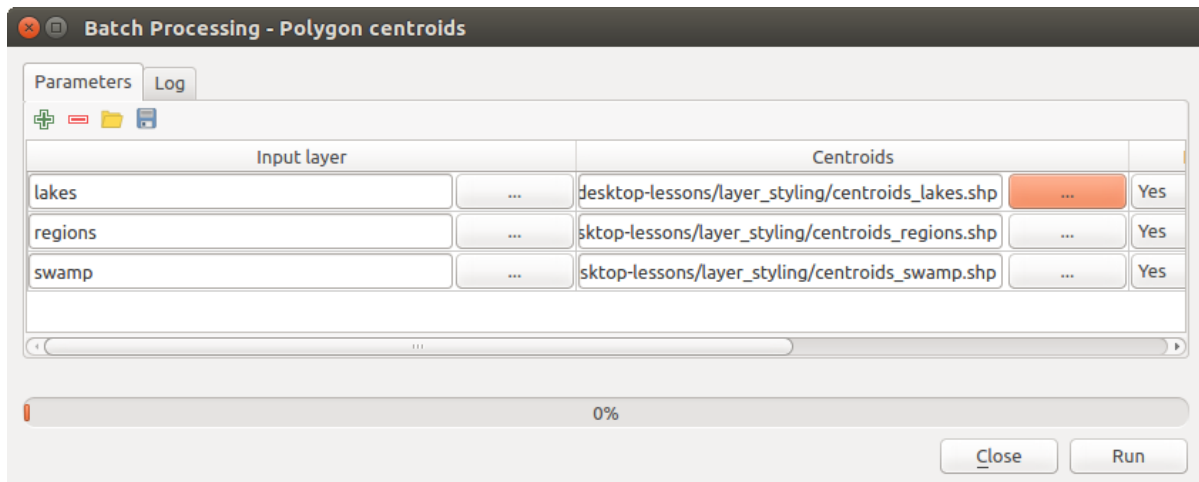 Batch Processing - Polygon centroids
Parameters Log
Input layer Centroids
lakes ... desktop-lessons/layer_styling/centroids_lakes.shp ... Yes
regions ... sktop-lessons/layer_styling/centroids_regions.shp ... Yes
swamp ... sktop-lessons/layer_styling/centroids_swamp.shp ... Yes
0%
Close Run